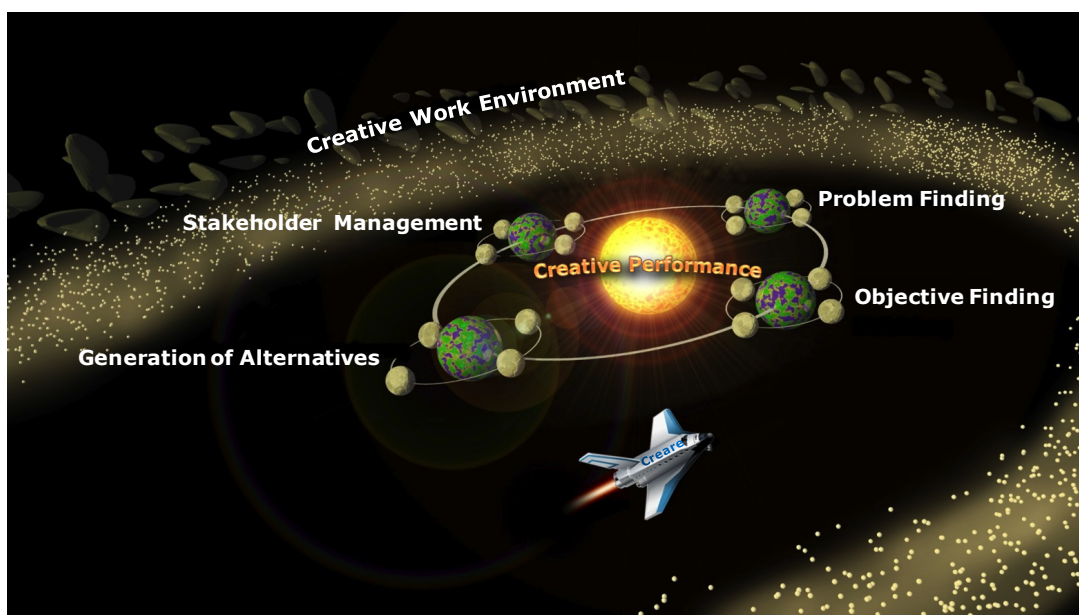 Creative Work Environment
Stakeholder Management
Problem Finding
Creative Performance
Objective Finding
Generation of Alternatives
Creare